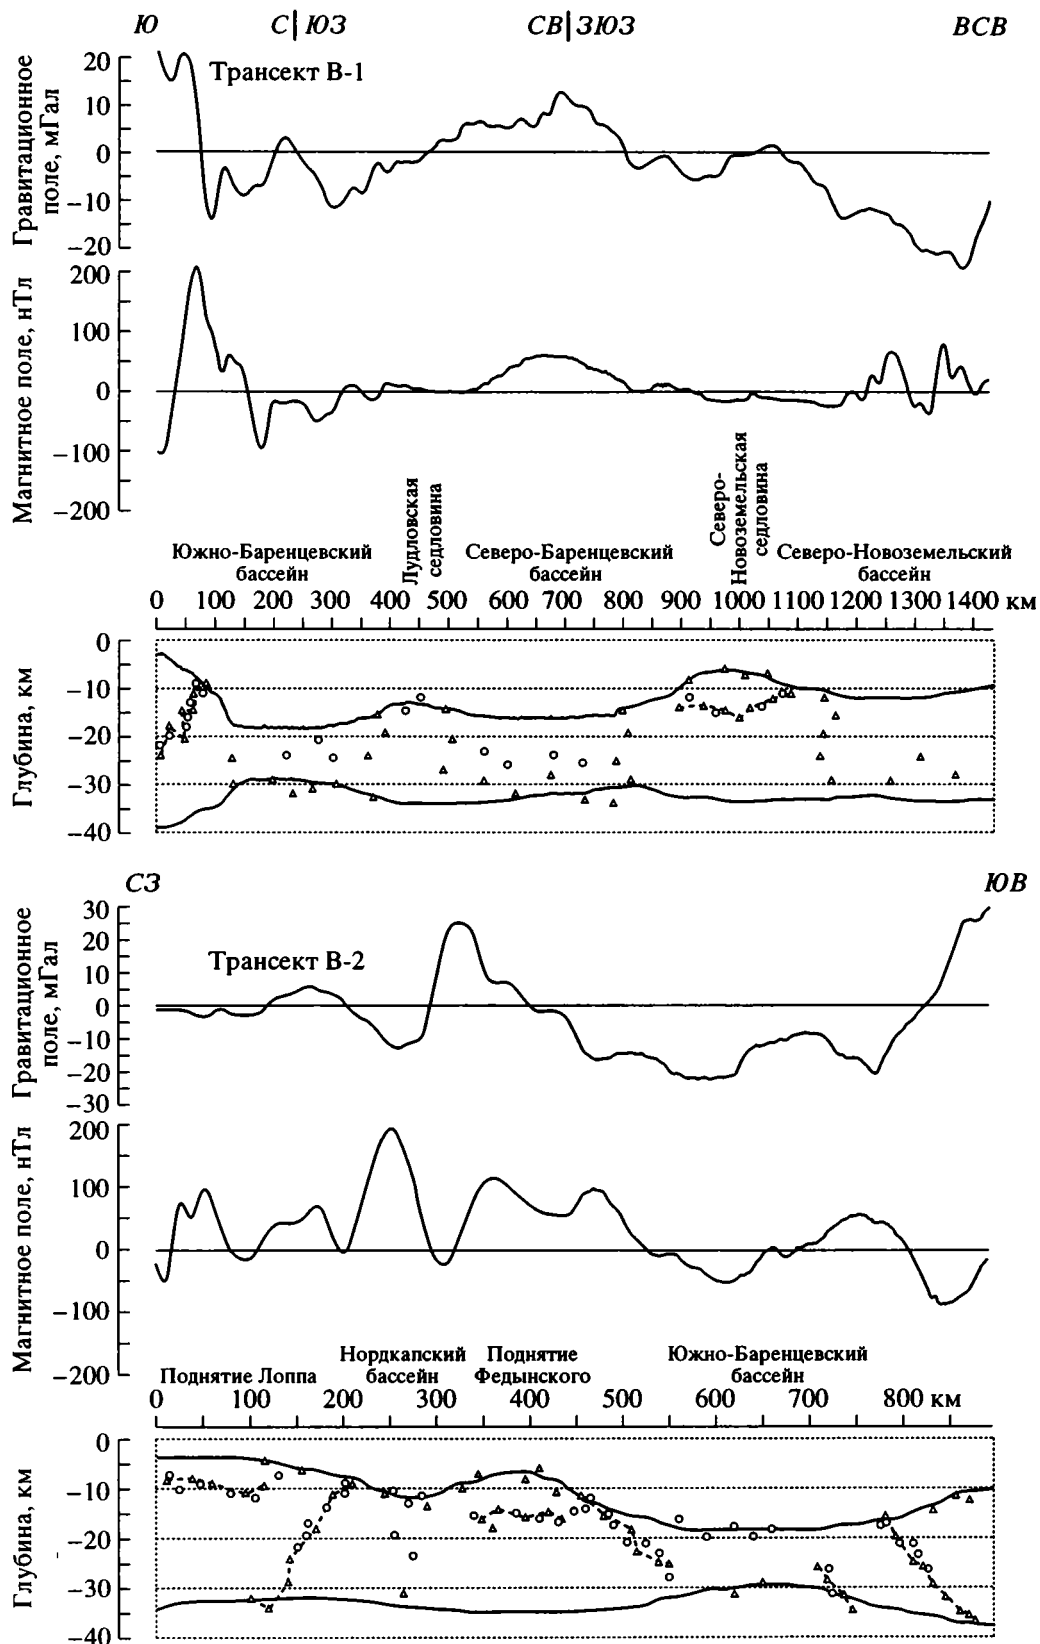 Ю С|ЮЗ СВ|ЗЮЗ ВСВ
Трансект В-1
Гравитационное
поле, мГал
20
10
0
−10
−20
Магнитное поле, нТл
200
100
0
−100
−200
Южно-Баренцевский
бассейн
Лудловская
седловина
Северо-Баренцевский
бассейн
Северо-
Новоземельская
седловина
Северо-Новоземельский
бассейн
0 100 200 300 400 500 600 700 800 900 1000 1100 1200 1300 1400 км
Глубина, км
0
−10
−20
−30
−40
СЗ ЮВ
Трансект В-2
Гравитационное
поле, мГал
30
20
10
0
−10
−20
−30
Магнитное поле, нТл
200
100
0
−100
−200
Поднятие Лоппа
Нордкапский
бассейн
Поднятие
Федынского
Южно-Баренцевский
бассейн
0 100 200 300 400 500 600 700 800 км
Глубина, км
0
−10
−20
−30
−40